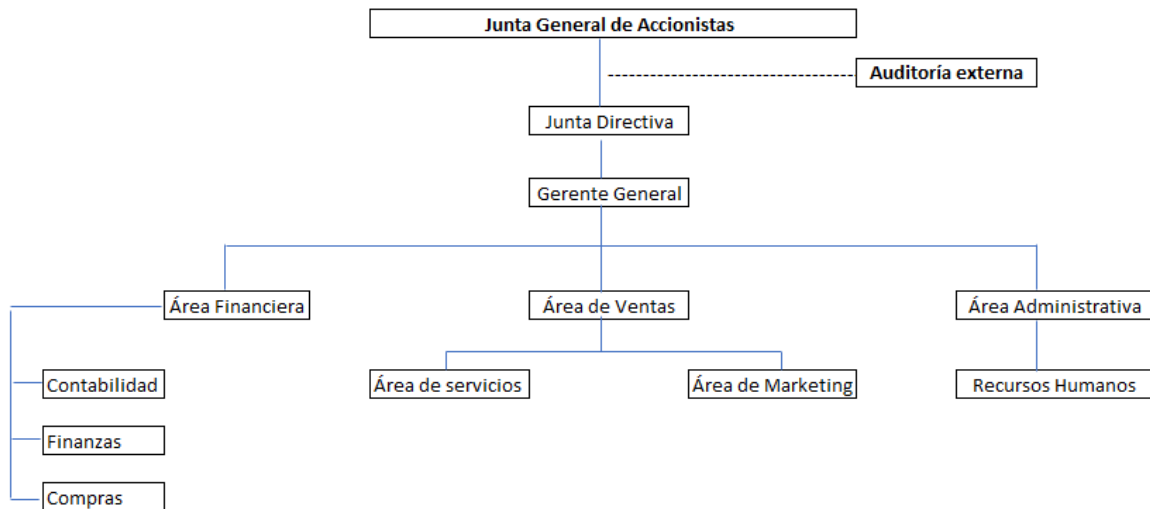 Junta General de Accionistas
Auditoría externa
Junta Directiva
Gerente General
Área Financiera
Área de Ventas
Área Administrativa
Contabilidad
Área de servicios
Área de Marketing
Recursos Humanos
Finanzas
Compras